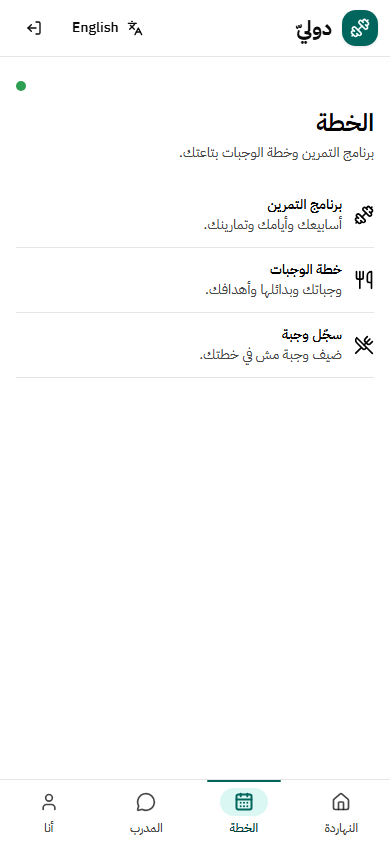 دوليّ
English
الخطة
برنامج التمرين وخطة الوجبات بتاعتك.
برنامج التمرين
أسابيعك وأيامك وتمارينك.
خطة الوجبات
وجباتك وبدائلها وأهدافك.
سجّل وجبة
ضيف وجبة مش في خطتك.
النهاردة
الخطة
المدرب
أنا